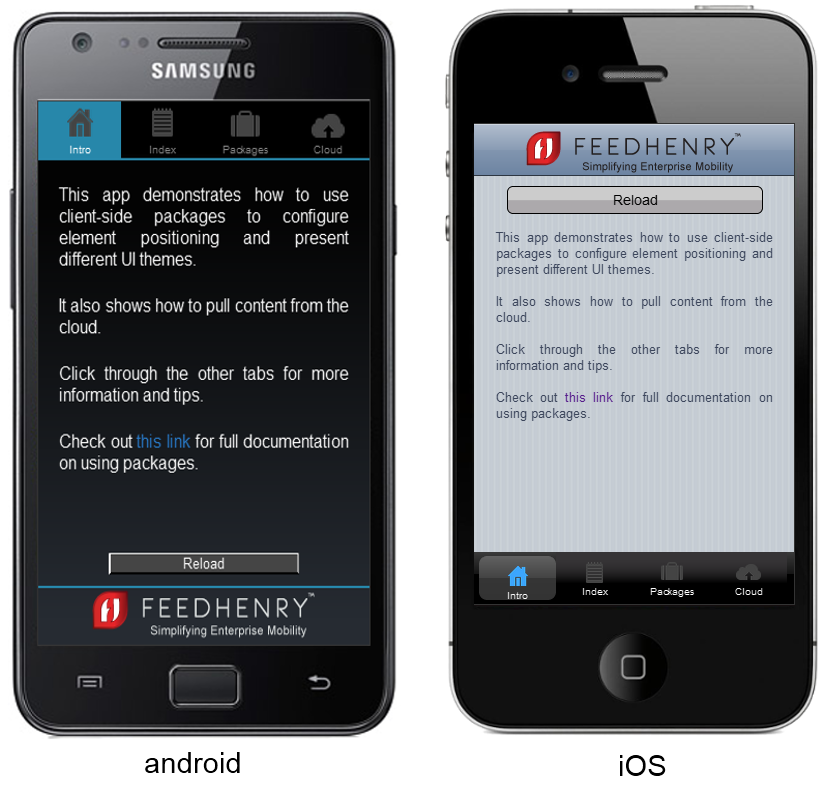 SAMSUNG
Intro Index Packages Cloud
This app demonstrates how to use
client-side packages to configure
element positioning and present
different UI themes.
It also shows how to pull content from the
cloud.
Click through the other tabs for more
information and tips.
Check out this link for full documentation
on using packages.
Reload
FEEDHENRY™
Simplifying Enterprise Mobility
android
FEEDHENRY™
Simplifying Enterprise Mobility
Reload
This app demonstrates how to use client-side
packages to configure element positioning and
present different UI themes.
It also shows how to pull content from the
cloud.
Click through the other tabs for more
information and tips.
Check out this link for full documentation on
using packages.
Intro Index Packages Cloud
iOS